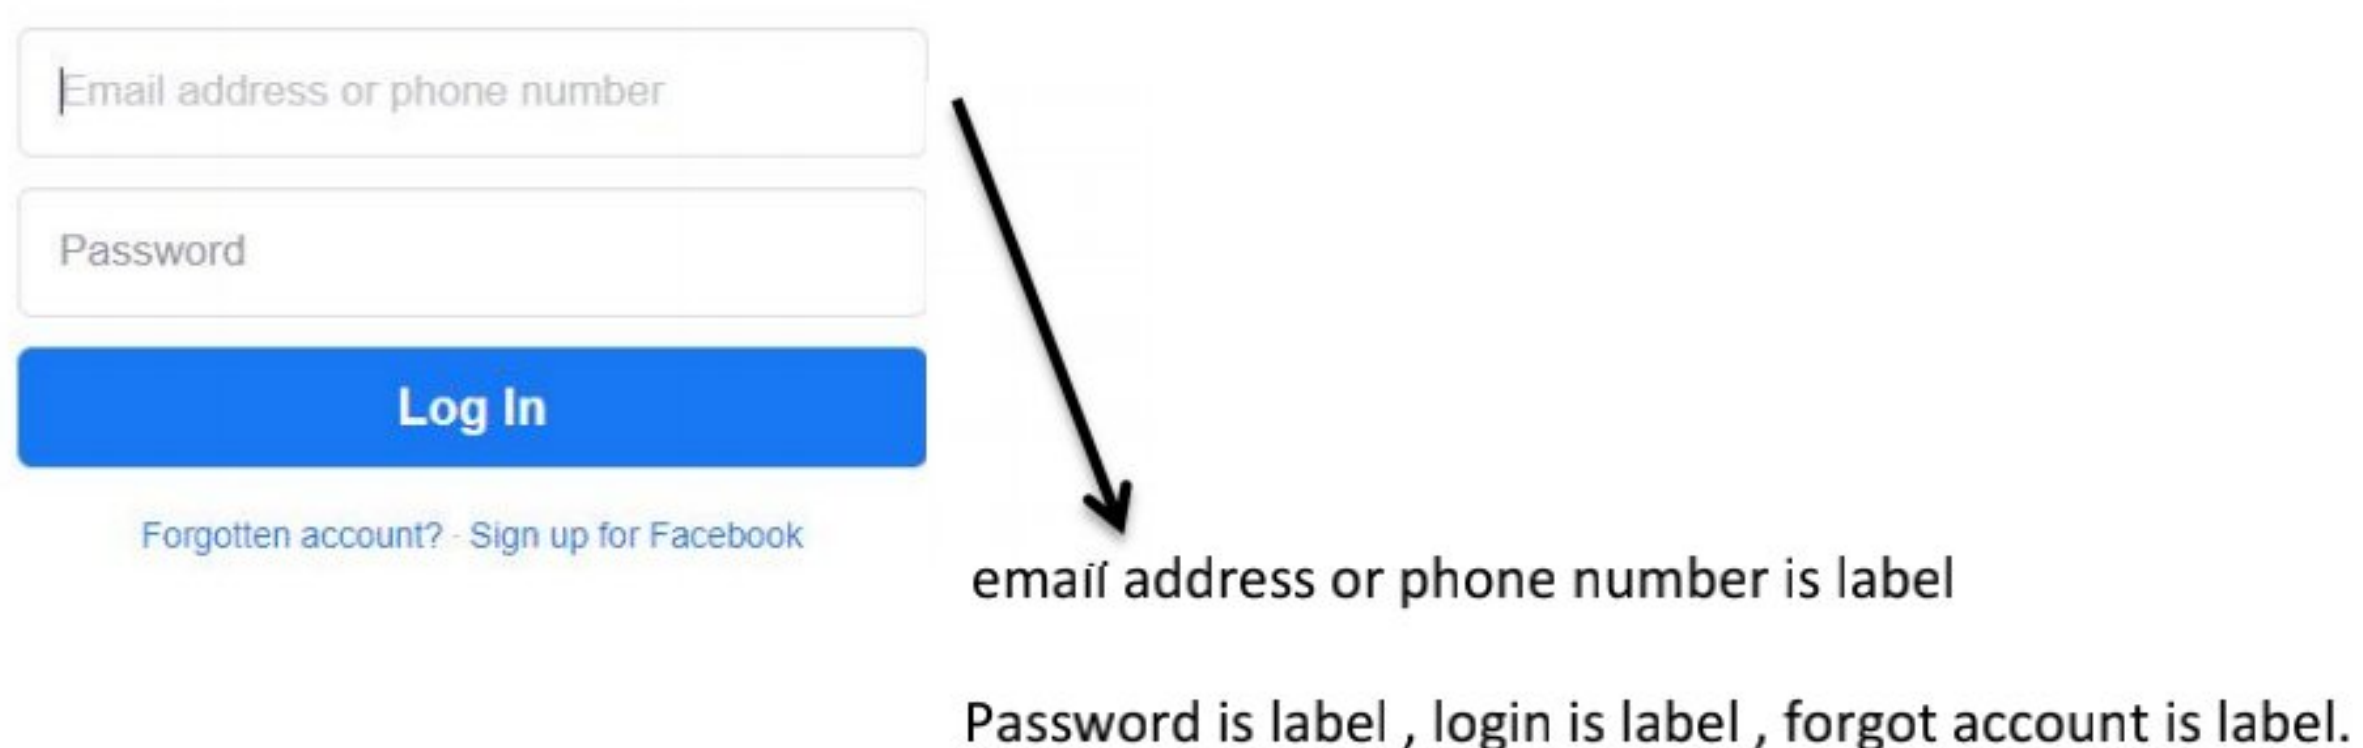 Email address or phone number
Password
Log In
Forgotten account? · Sign up for Facebook
email address or phone number is label
Password is label , login is label , forgot account is label.